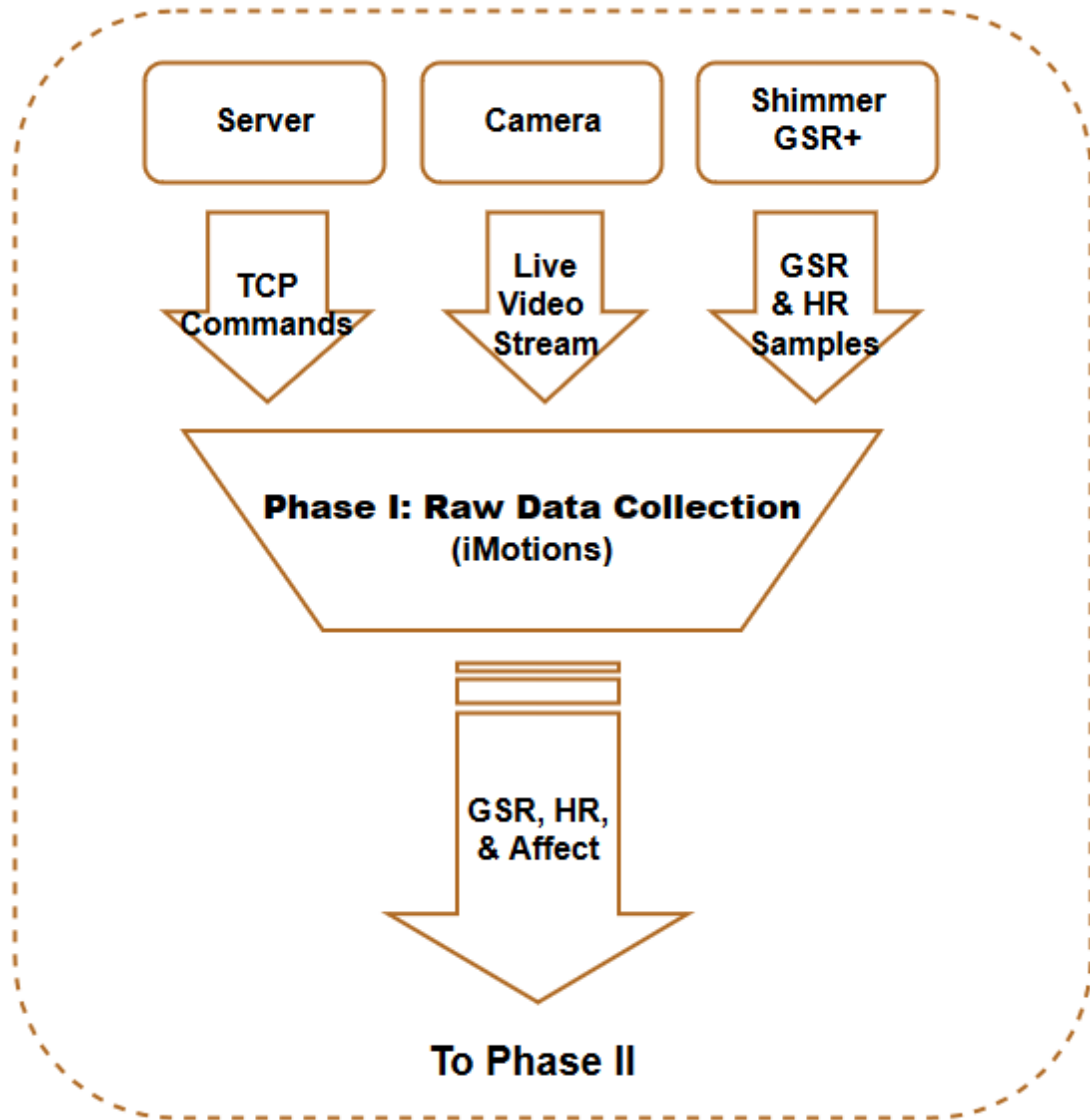 Server
Camera
Shimmer
GSR+
TCP
Commands
Live
Video
Stream
GSR
& HR
Samples
Phase I: Raw Data Collection
(iMotions)
GSR, HR,
& Affect
To Phase II